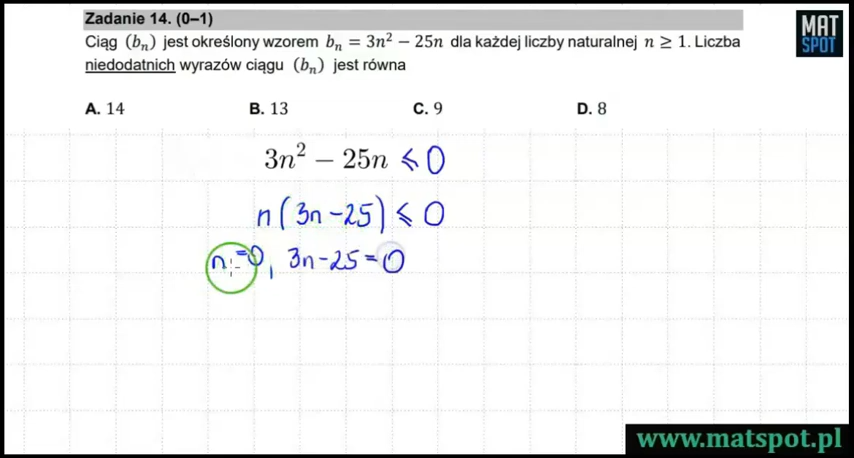 Zadanie 14. (0–1)
MAT
SPOT
Ciąg (bₙ) jest określony wzorem bₙ = 3n² − 25n dla każdej liczby naturalnej n ≥ 1. Liczba
niedodatnich wyrazów ciągu (bₙ) jest równa
A. 14 B. 13 C. 9 D. 8
3n² − 25n ⩽ 0
n(3n−25) ⩽ 0
n=0, 3n−25=0
www.matspot.pl